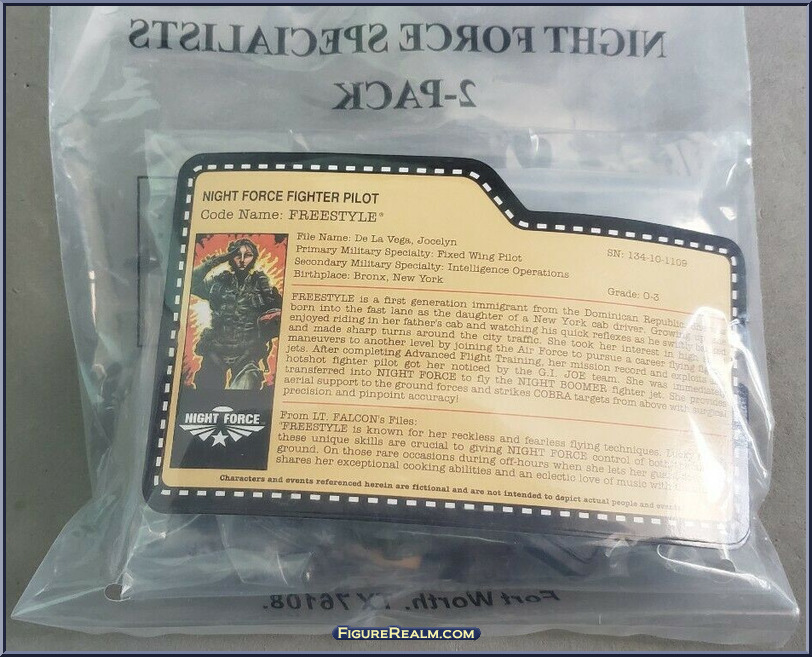 NIGHT FORCE SPECIALISTS
2-PACK
NIGHT FORCE FIGHTER PILOT
Code Name: FREESTYLE®
File Name: De La Vega, Jocelyn
SN: 134-10-1109
Primary Military Specialty: Fixed Wing Pilot
Secondary Military Specialty: Intelligence Operations
Birthplace: Bronx, New York
Grade: O-3
FREESTYLE is a first generation immigrant from the Dominican Republic
born into the fast lane as the daughter of a New York cab driver. Growing up
enjoyed riding in her father's cab and watching his quick reflexes as he
and made sharp turns around the city traffic. She took her interest in high
maneuvers to another level by joining the Air Force to pursue a career flying
jets. After completing Advanced Flight Training, her mission record and exploits as
hotshot fighter pilot got her noticed by the G.I. JOE team. She was
transferred into NIGHT FORCE to fly the NIGHT BOOMER fighter jet. She provides
aerial support to the ground forces and strikes COBRA targets from above with surgical
precision and pinpoint accuracy!
From LT. FALCON's Files:
"FREESTYLE is known for her reckless and fearless flying techniques,
these unique skills are crucial to giving NIGHT FORCE control of both
ground. On those rare occasions during off-hours when she lets her
shares her exceptional cooking abilities and an eclectic love of music with
Characters and events referenced herein are fictional and are not intended to depict actual people and events.
NIGHT FORCE
Fort Worth, TX 76108.
FIGUREREALM.COM